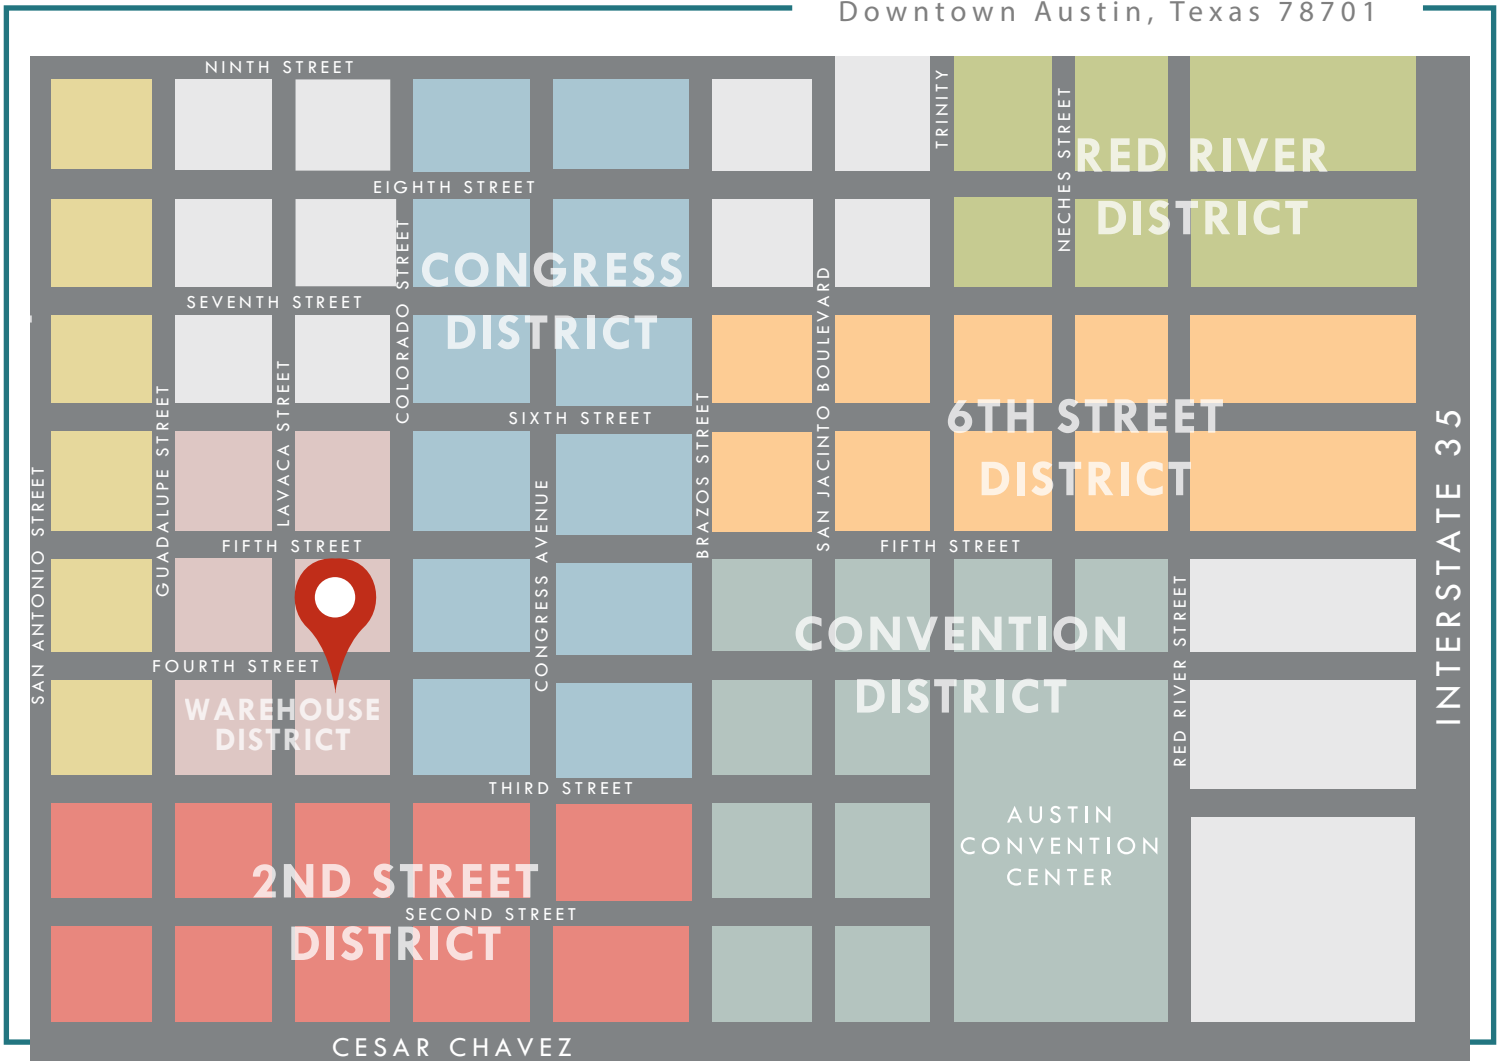 Downtown Austin, Texas 78701
NINTH STREET
TRINITY
NECHES STREET
RED RIVER
DISTRICT
EIGHTH STREET
COLORADO STREET
CONGRESS
DISTRICT
SAN JACINTO BOULEVARD
SEVENTH STREET
LAVACA STREET
GUADALUPE STREET
SIXTH STREET
BRAZOS STREET
6TH STREET
DISTRICT
INTERSTATE 35
SAN ANTONIO STREET
CONGRESS AVENUE
FIFTH STREET
FIFTH STREET
RED RIVER STREET
CONVENTION
DISTRICT
FOURTH STREET
WAREHOUSE
DISTRICT
THIRD STREET
AUSTIN
CONVENTION
CENTER
2ND STREET
DISTRICT
SECOND STREET
CESAR CHAVEZ